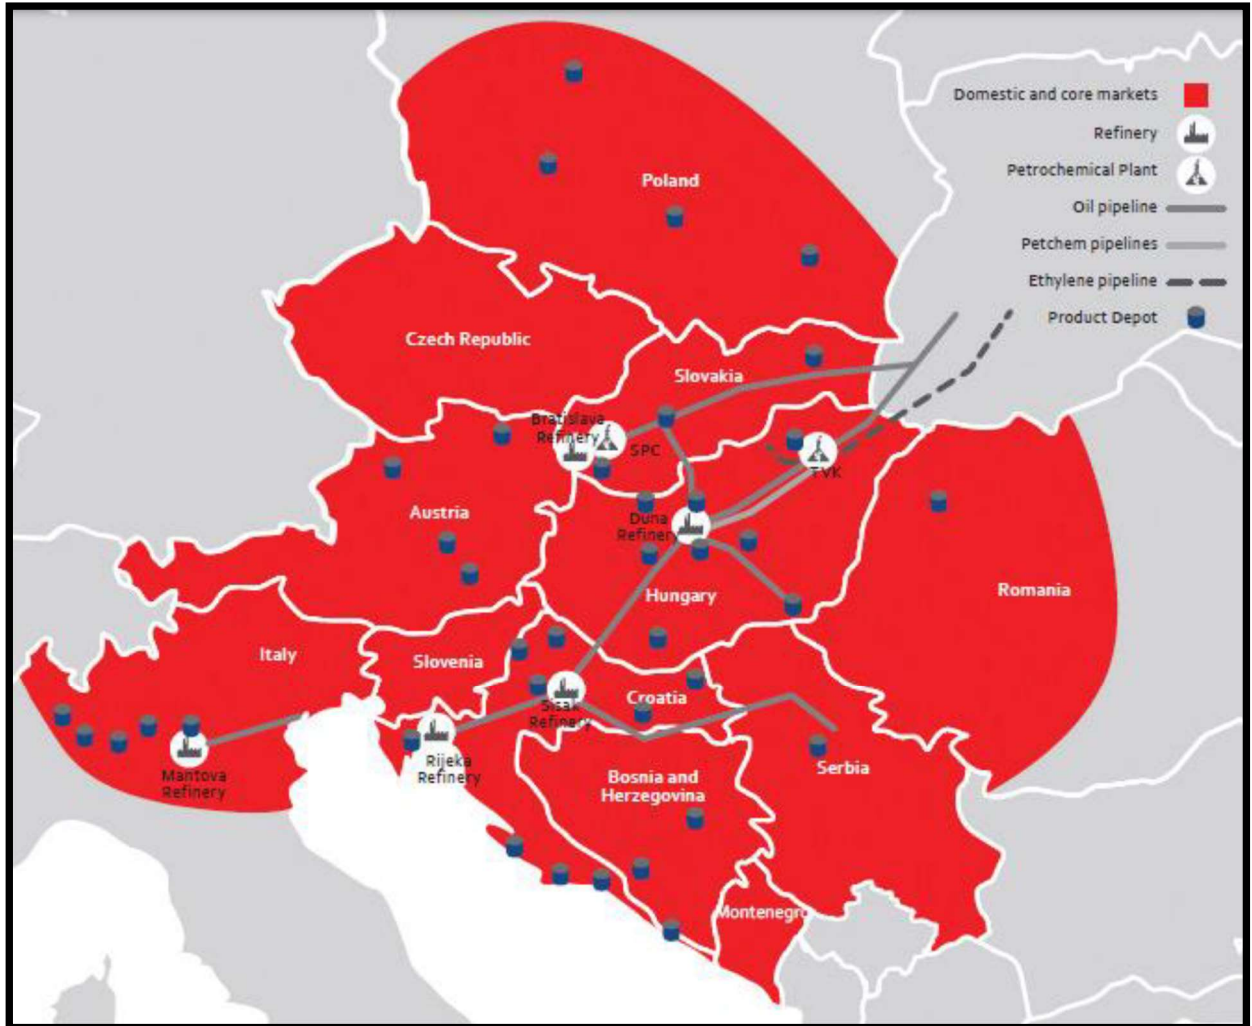 Domestic and core markets
Refinery
Petrochemical Plant
Oil pipeline
Petchem pipelines
Ethylene pipeline
Product Depot
Poland
Czech Republic
Slovakia
Bratislava
Refinery
SPC
TVK
Austria
Duna
Refinery
Hungary
Romania
Italy
Slovenia
Croatia
Sisak
Refinery
Rijeka
Refinery
Mantova
Refinery
Serbia
Bosnia and
Herzegovina
Montenegro